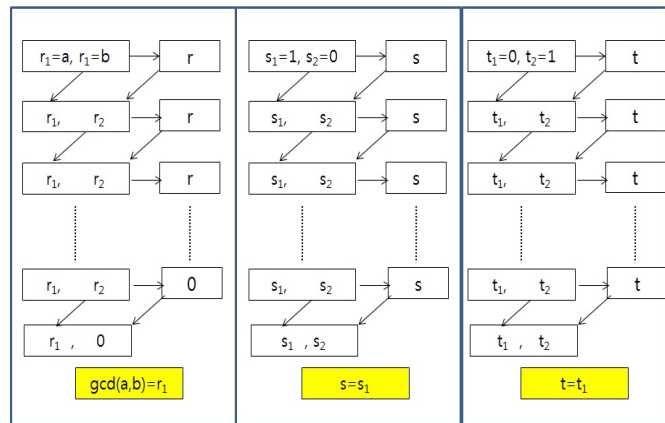 r₁=a, r₁=b r s₁=1, s₂=0 s t₁=0, t₂=1 t
r₁, r₂ r s₁, s₂ s t₁, t₂ t
r₁, r₂ r s₁, s₂ s t₁, t₂ t
r₁, r₂ 0 s₁, s₂ s t₁, t₂ t
r₁ , 0 s₁ , s₂ t₁ , t₂
gcd(a,b)=r₁ s=s₁ t=t₁